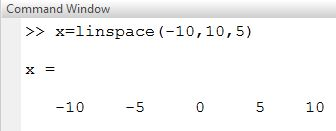 Command Window
>> x=linspace(-10,10,5)
x =
-10 -5 0 5 10